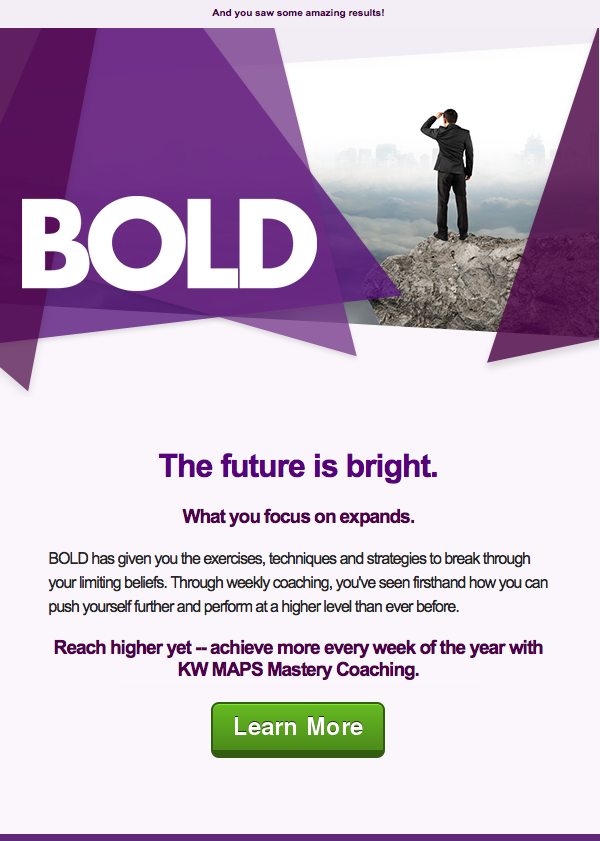 And you saw some amazing results!
BOLD
The future is bright.
What you focus on expands.
BOLD has given you the exercises, techniques and strategies to break through
your limiting beliefs. Through weekly coaching, you've seen firsthand how you can
push yourself further and perform at a higher level than ever before.
Reach higher yet -- achieve more every week of the year with
KW MAPS Mastery Coaching.
Learn More